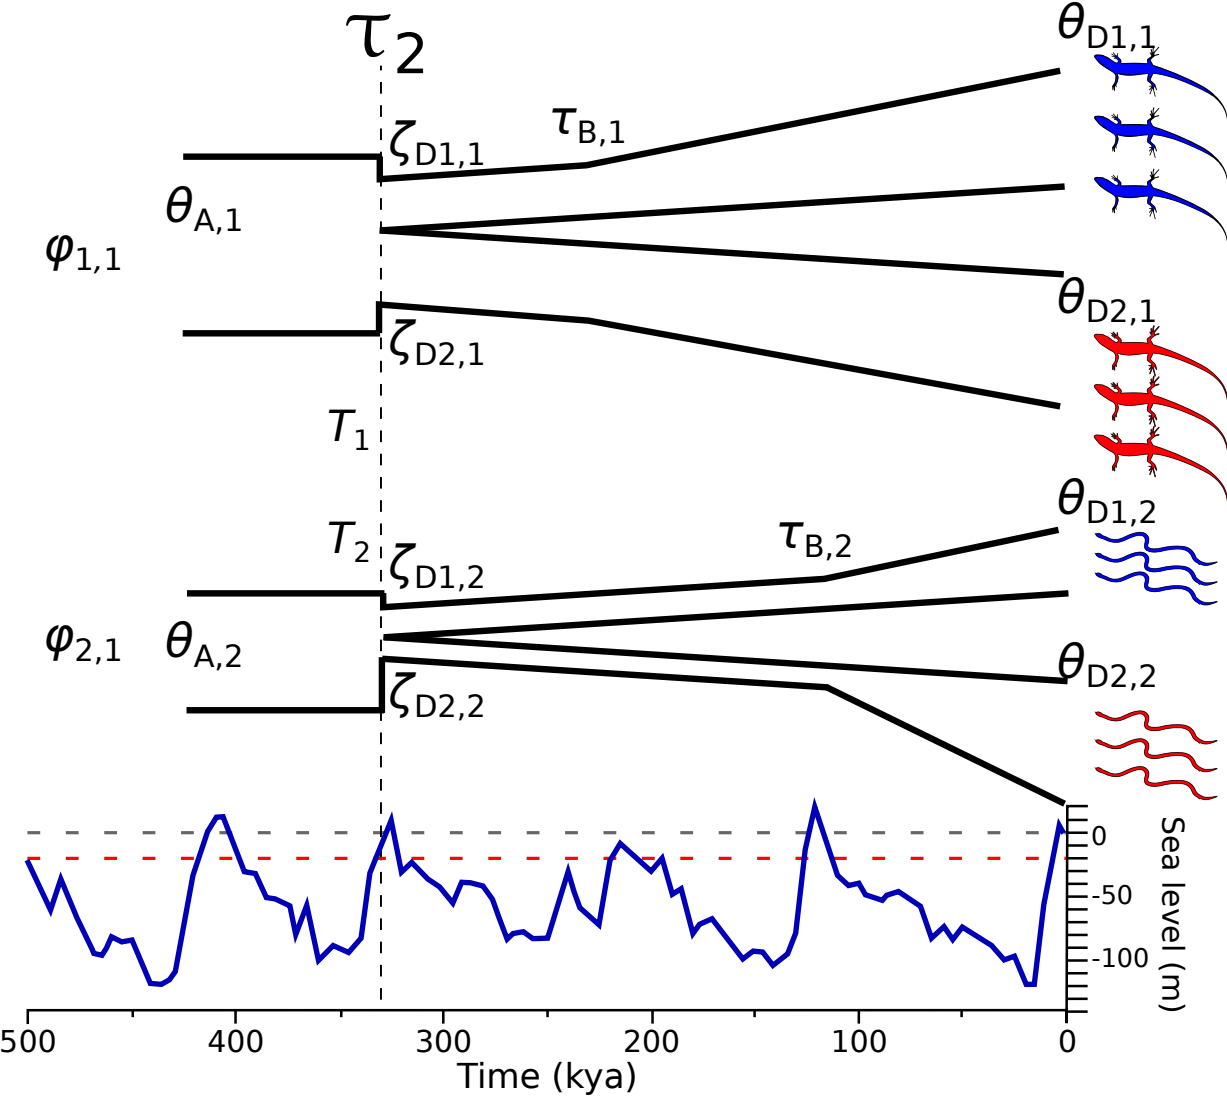 τ2
θD1,1
ζD1,1
τB,1
θA,1
φ1,1
θD2,1
ζD2,1
T1
θD1,2
T2
ζD1,2
τB,2
φ2,1
θA,2
θD2,2
ζD2,2
0
-50
-100
Sea level (m)
500 400 300 200 100 0
Time (kya)